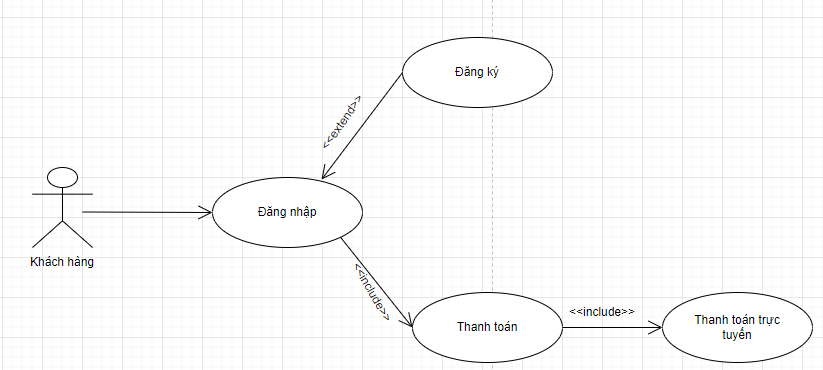 Đăng ký
<<extend>>
Đăng nhập
Khách hàng
<<include>>
Thanh toán
<<include>>
Thanh toán trực
tuyến